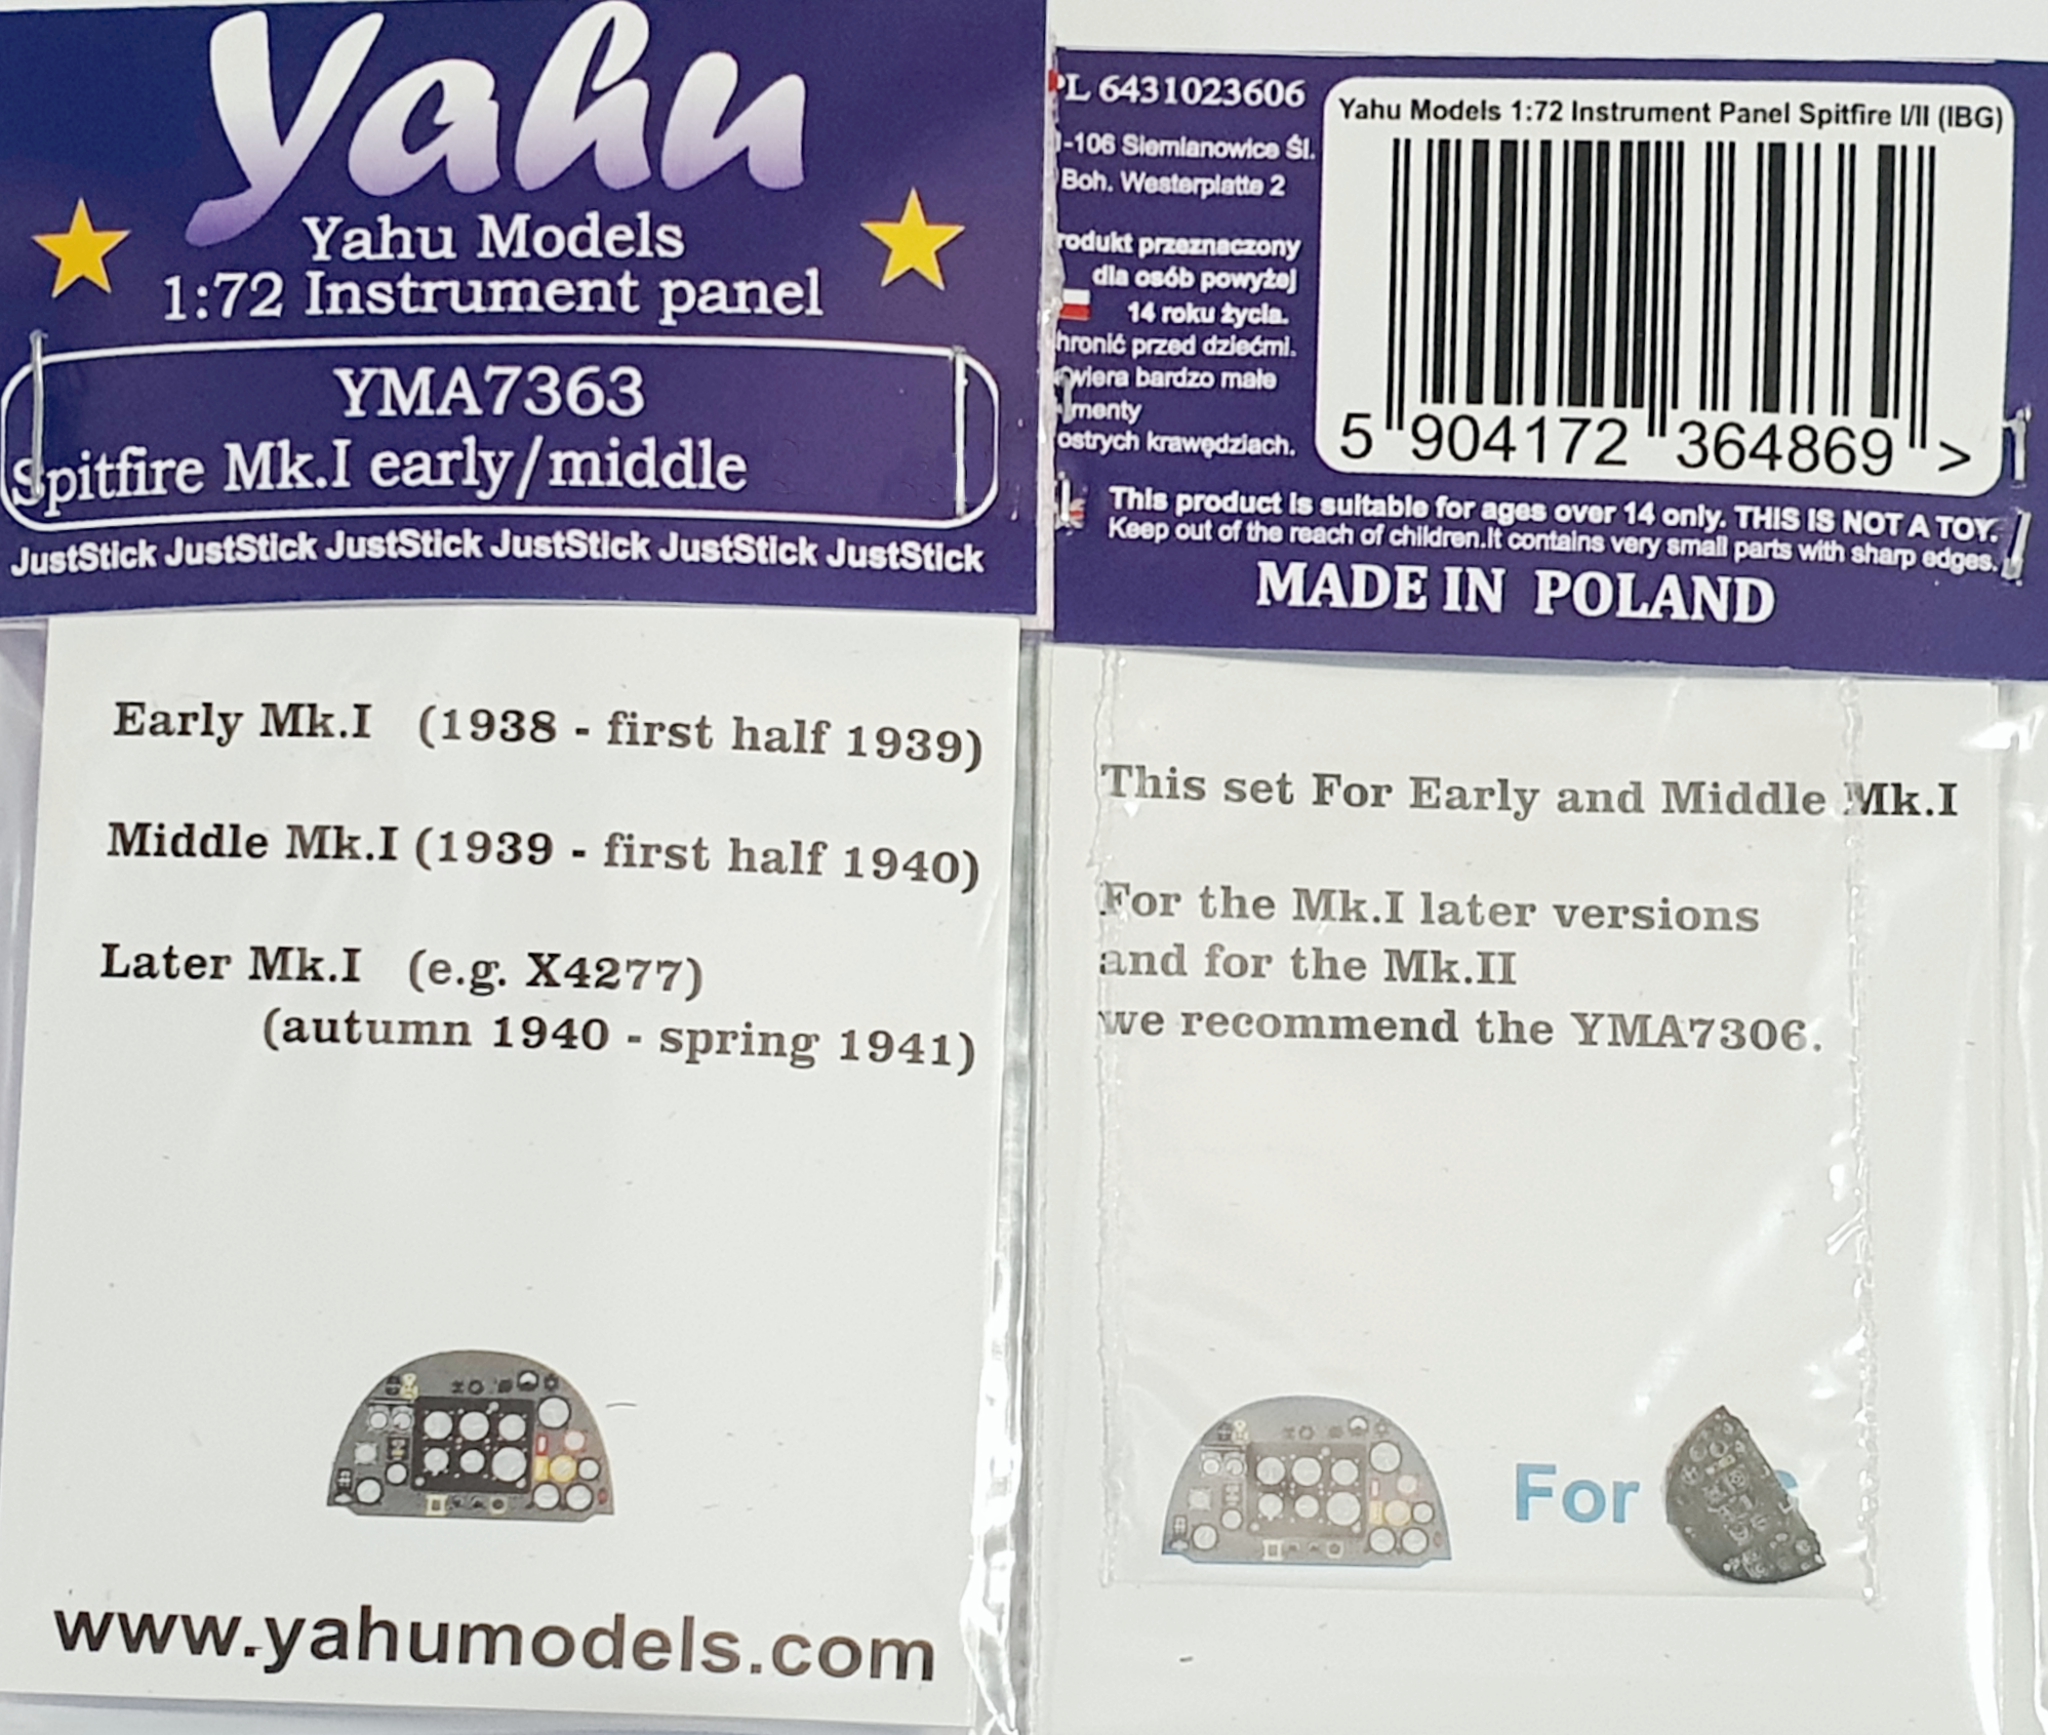 Yahu
Yahu Models
1:72 Instrument panel
YMA7363
Spitfire Mk.I early/middle
JustStick JustStick JustStick JustStick JustStick JustStick
Early Mk.I (1938 - first half 1939)
Middle Mk.I (1939 - first half 1940)
Later Mk.I (e.g. X4277)
(autumn 1940 - spring 1941)
www.yahumodels.com
PL 6431023606
-106 Siemianowice Śl.
Boh. Westerplatte 2
rodukt przeznaczony
dla osób powyżej
14 roku życia.
hronić przed dziećmi.
wiera bardzo małe
menty
ostrych krawędziach.
Yahu Models 1:72 Instrument Panel Spitfire I/II (IBG)
5 904172 364869 >
This product is suitable for ages over 14 only. THIS IS NOT A TOY.
Keep out of the reach of children.It contains very small parts with sharp edges.
MADE IN POLAND
This set For Early and Middle Mk.I
For the Mk.I later versions
and for the Mk.II
we recommend the YMA7306.
For